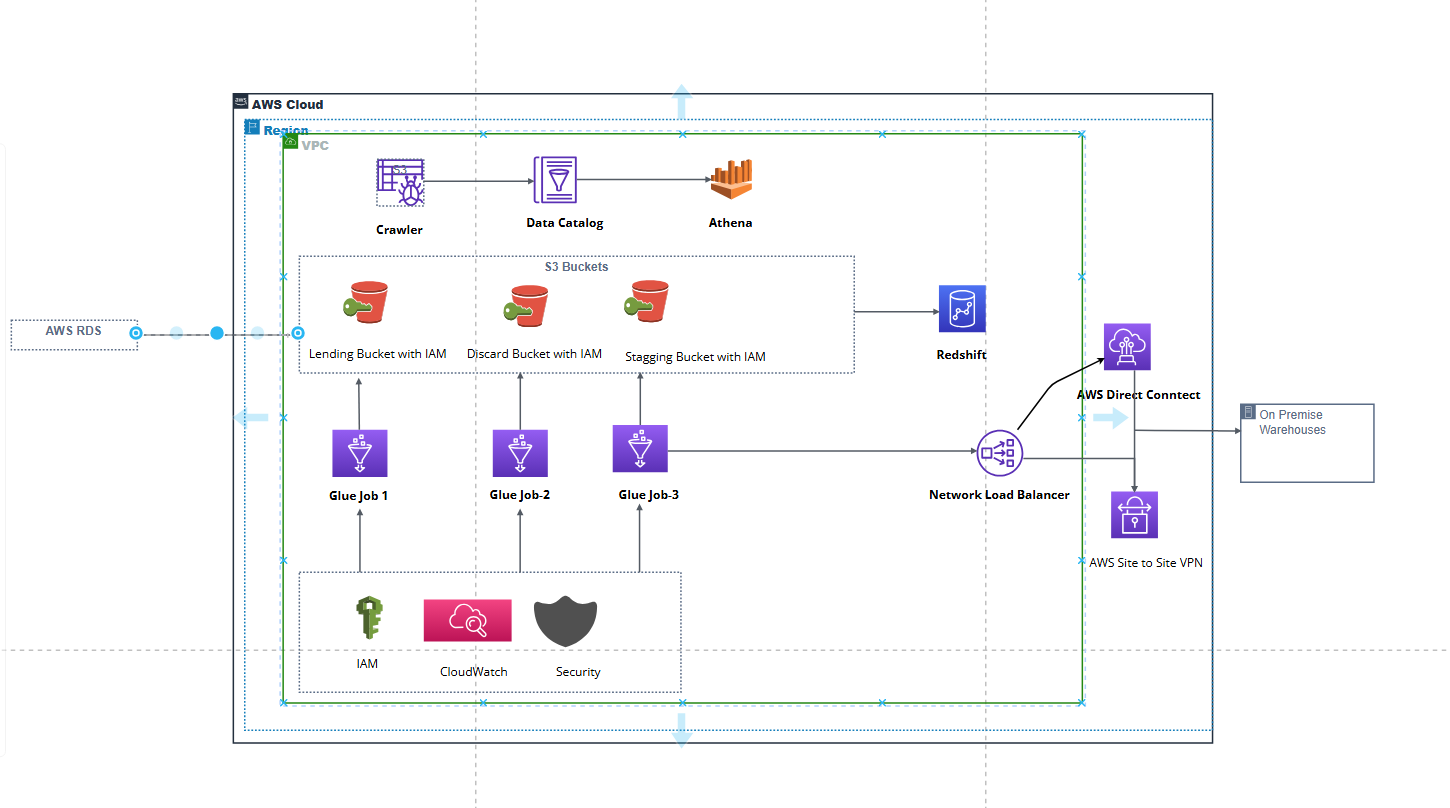 aws AWS Cloud
Region
VPC
S3
Crawler
Data Catalog
Athena
S3 Buckets
AWS RDS
Lending Bucket with IAM
Discard Bucket with IAM
Stagging Bucket with IAM
Redshift
AWS Direct Conntect
On Premise
Warehouses
Glue Job 1
Glue Job-2
Glue Job-3
Network Load Balancer
AWS Site to Site VPN
IAM
CloudWatch
Security